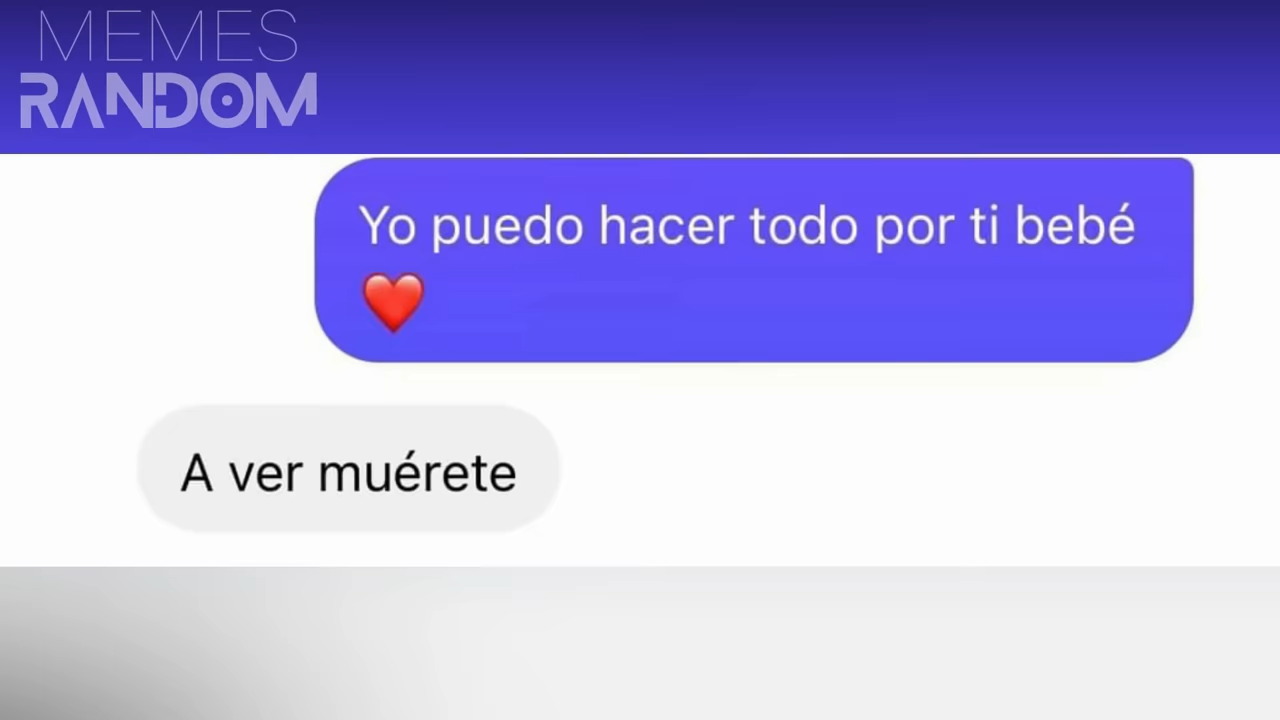 MEMES
RANDOM
Yo puedo hacer todo por ti bebé
❤️
A ver muérete